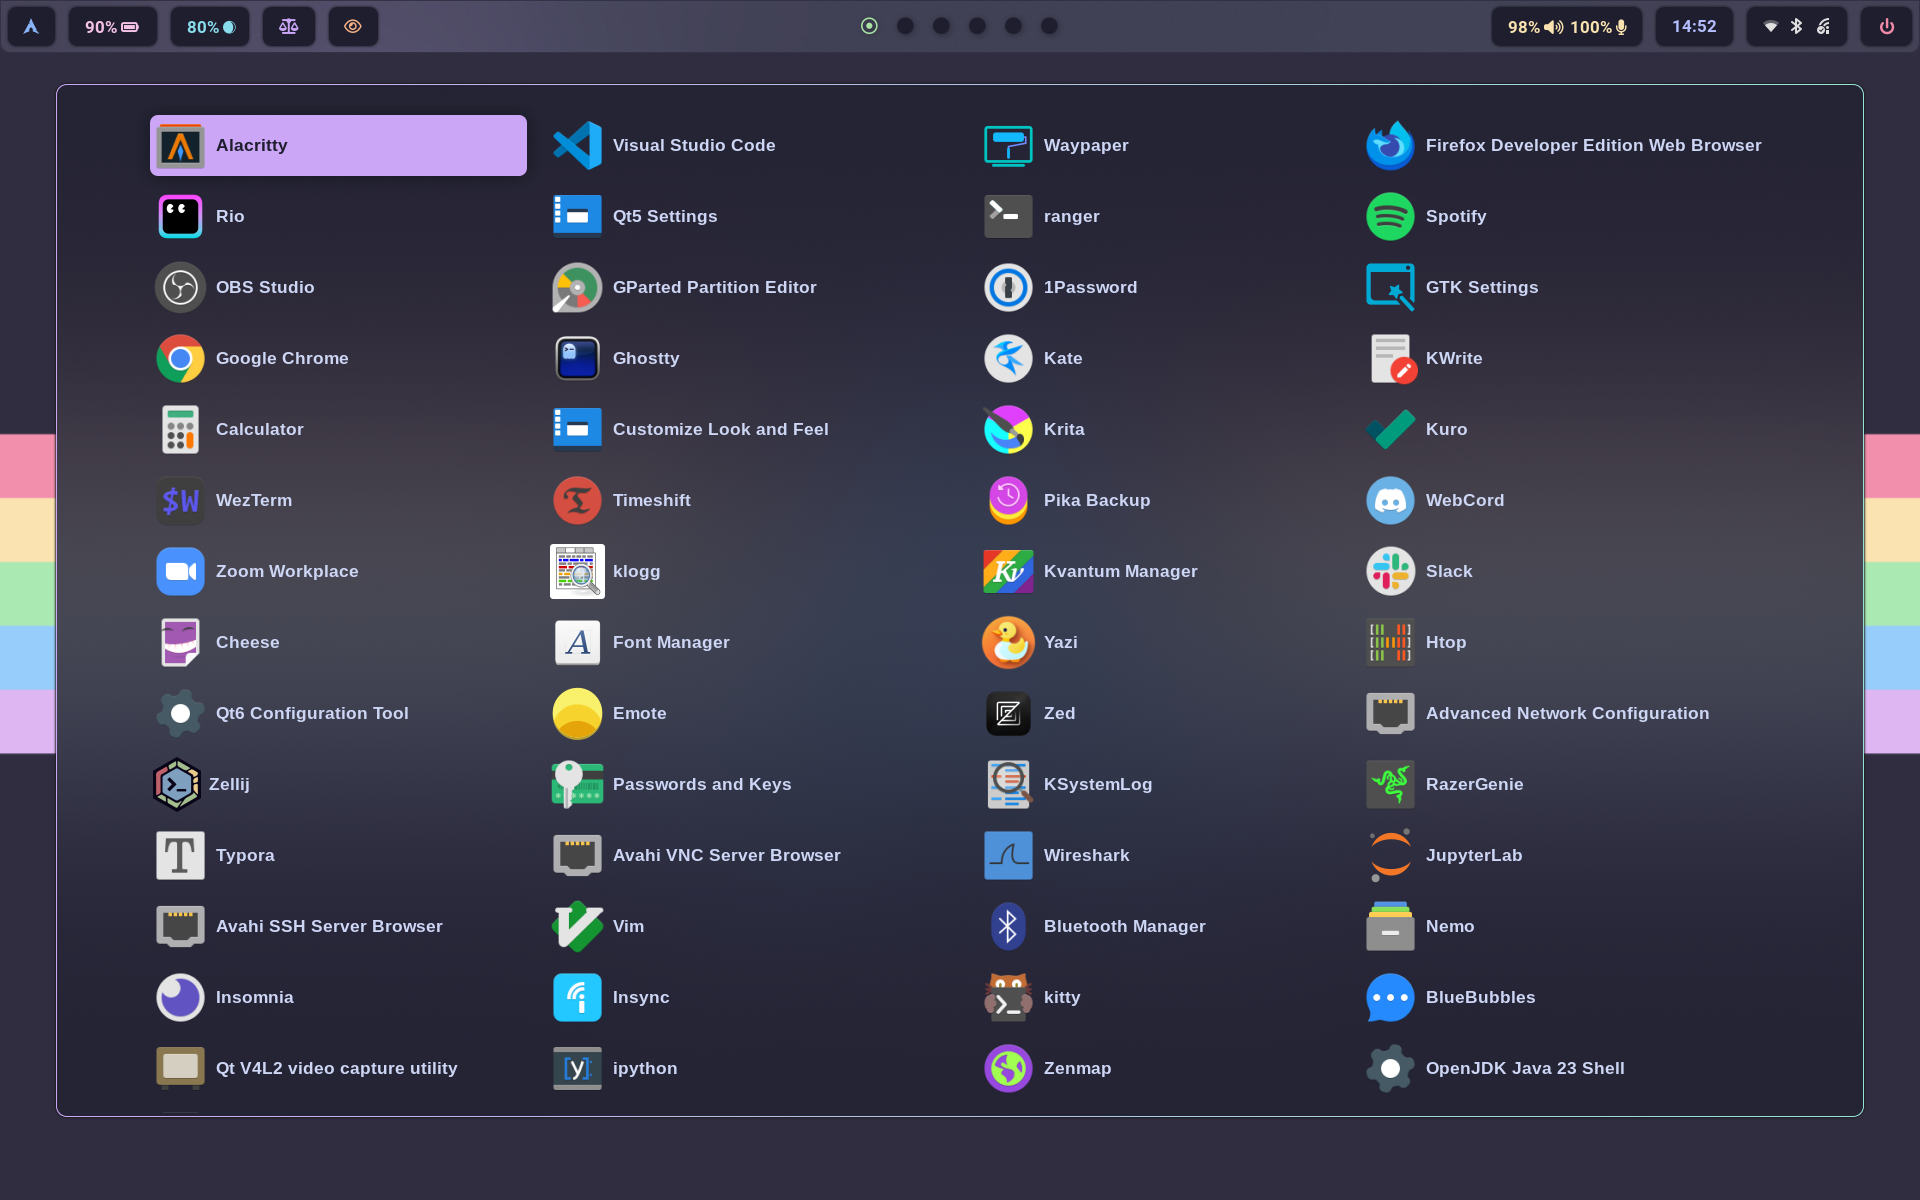 90% 80% 98% 100% 14:52
Alacritty Visual Studio Code Waypaper Firefox Developer Edition Web Browser
Rio Qt5 Settings ranger Spotify
OBS Studio GParted Partition Editor 1Password GTK Settings
Google Chrome Ghostty Kate KWrite
Calculator Customize Look and Feel Krita Kuro
$W WezTerm Timeshift Pika Backup WebCord
Zoom Workplace klogg Kv Kvantum Manager Slack
Cheese A Font Manager Yazi Htop
Qt6 Configuration Tool Emote Zed Advanced Network Configuration
Zellij Passwords and Keys KSystemLog RazerGenie
T Typora Avahi VNC Server Browser Wireshark JupyterLab
Avahi SSH Server Browser Vim Bluetooth Manager Nemo
Insomnia Insync kitty BlueBubbles
Qt V4L2 video capture utility [y] ipython Zenmap OpenJDK Java 23 Shell